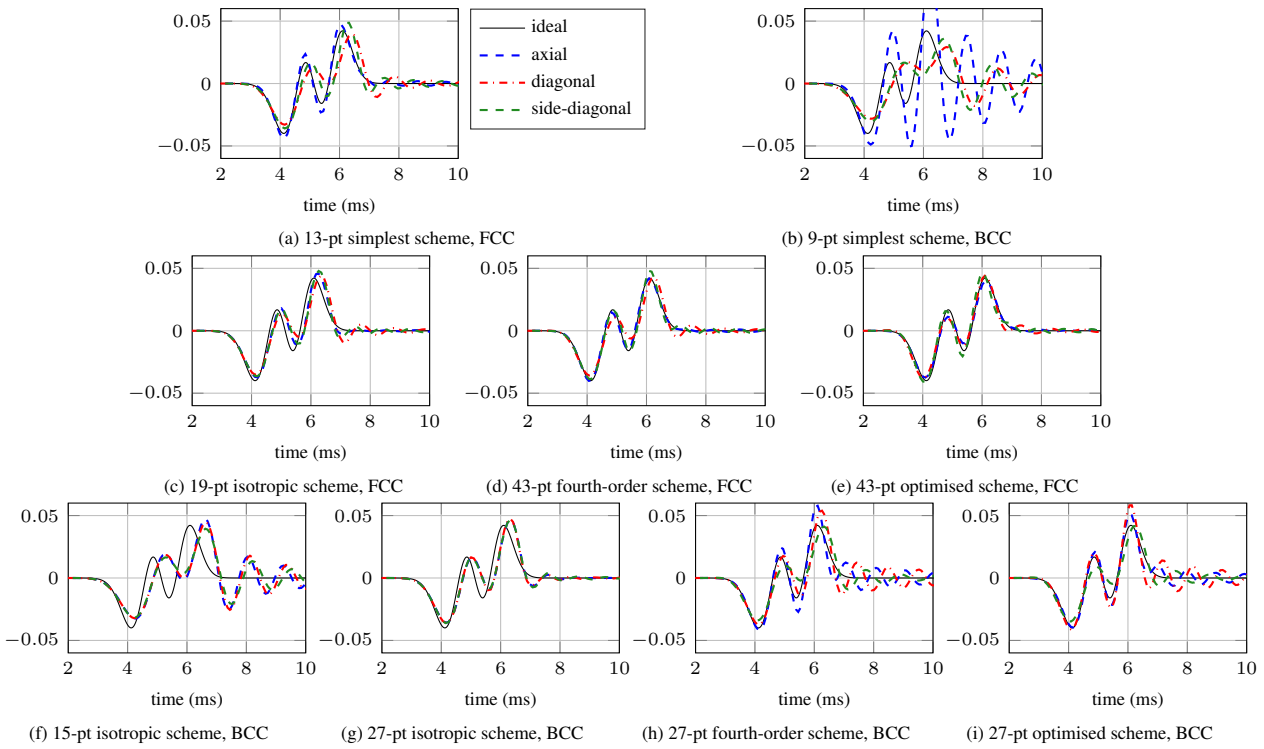 0.05
0
−0.05
2 4 6 8 10
time (ms)
(a) 13-pt simplest scheme, FCC
ideal
axial
diagonal
side-diagonal
0.05
0
−0.05
2 4 6 8 10
time (ms)
(b) 9-pt simplest scheme, BCC
0.05
0
−0.05
2 4 6 8 10
time (ms)
(c) 19-pt isotropic scheme, FCC
0.05
0
−0.05
2 4 6 8 10
time (ms)
(d) 43-pt fourth-order scheme, FCC
0.05
0
−0.05
2 4 6 8 10
time (ms)
(e) 43-pt optimised scheme, FCC
0.05
0
−0.05
2 4 6 8 10
time (ms)
(f) 15-pt isotropic scheme, BCC
0.05
0
−0.05
2 4 6 8 10
time (ms)
(g) 27-pt isotropic scheme, BCC
0.05
0
−0.05
2 4 6 8 10
time (ms)
(h) 27-pt fourth-order scheme, BCC
0.05
0
−0.05
2 4 6 8 10
time (ms)
(i) 27-pt optimised scheme, BCC